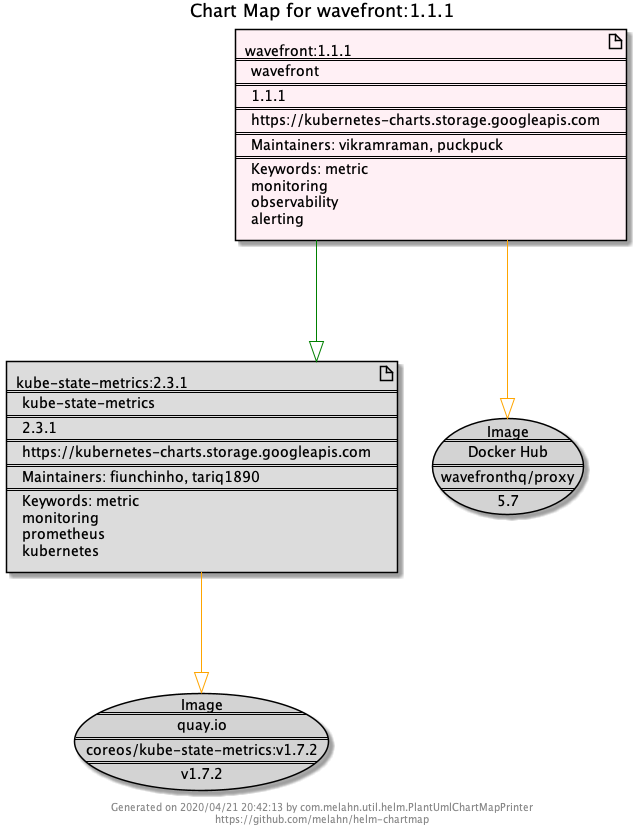 Chart Map for wavefront:1.1.1
wavefront:1.1.1
wavefront
1.1.1
https://kubernetes-charts.storage.googleapis.com
Maintainers: vikramraman, puckpuck
Keywords: metric
monitoring
observability
alerting
kube-state-metrics:2.3.1
kube-state-metrics
2.3.1
https://kubernetes-charts.storage.googleapis.com
Maintainers: fiunchinho, tariq1890
Keywords: metric
monitoring
prometheus
kubernetes
Image
Docker Hub
wavefronthq/proxy
5.7
Image
quay.io
coreos/kube-state-metrics:v1.7.2
v1.7.2
Generated on 2020/04/21 20:42:13 by com.melahn.util.helm.PlantUmlChartMapPrinter
https://github.com/melahn/helm-chartmap